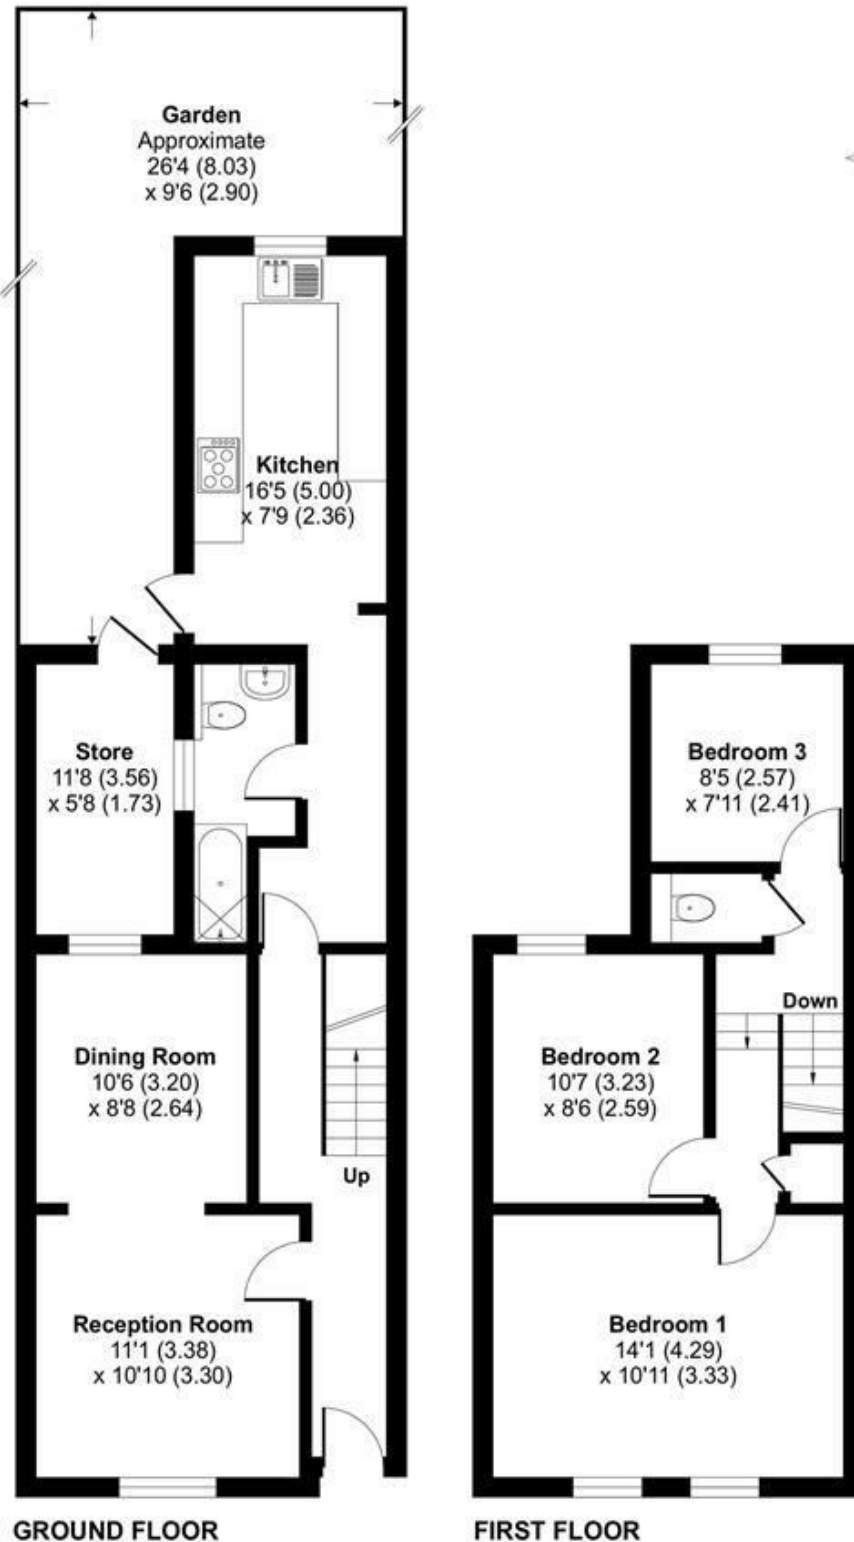 Garden
Approximate
26'4 (8.03)
x 9'6 (2.90)
Kitchen
16'5 (5.00)
x 7'9 (2.36)
Store
11'8 (3.56)
x 5'8 (1.73)
Dining Room
10'6 (3.20)
x 8'8 (2.64)
Up
Reception Room
11'1 (3.38)
x 10'10 (3.30)
GROUND FLOOR
Bedroom 3
8'5 (2.57)
x 7'11 (2.41)
Down
Bedroom 2
10'7 (3.23)
x 8'6 (2.59)
Bedroom 1
14'1 (4.29)
x 10'11 (3.33)
FIRST FLOOR